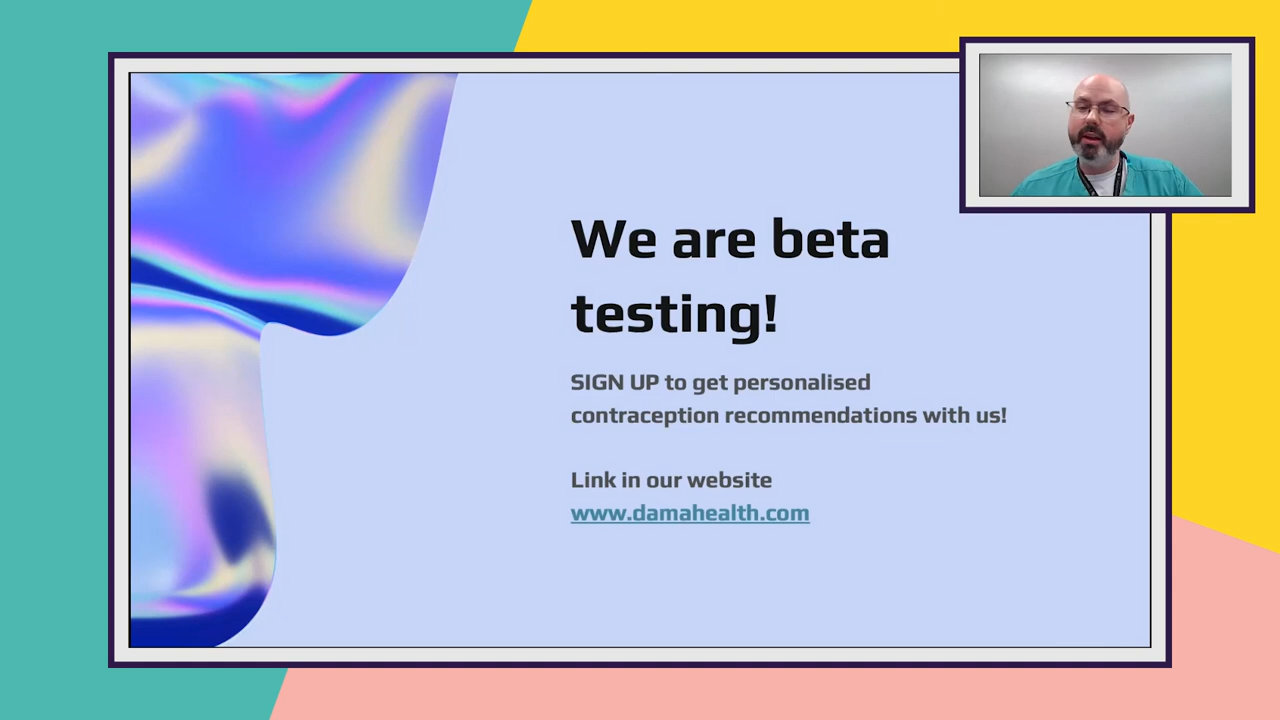 We are beta
testing!
SIGN UP to get personalised
contraception recommendations with us!
Link in our website
www.damahealth.com